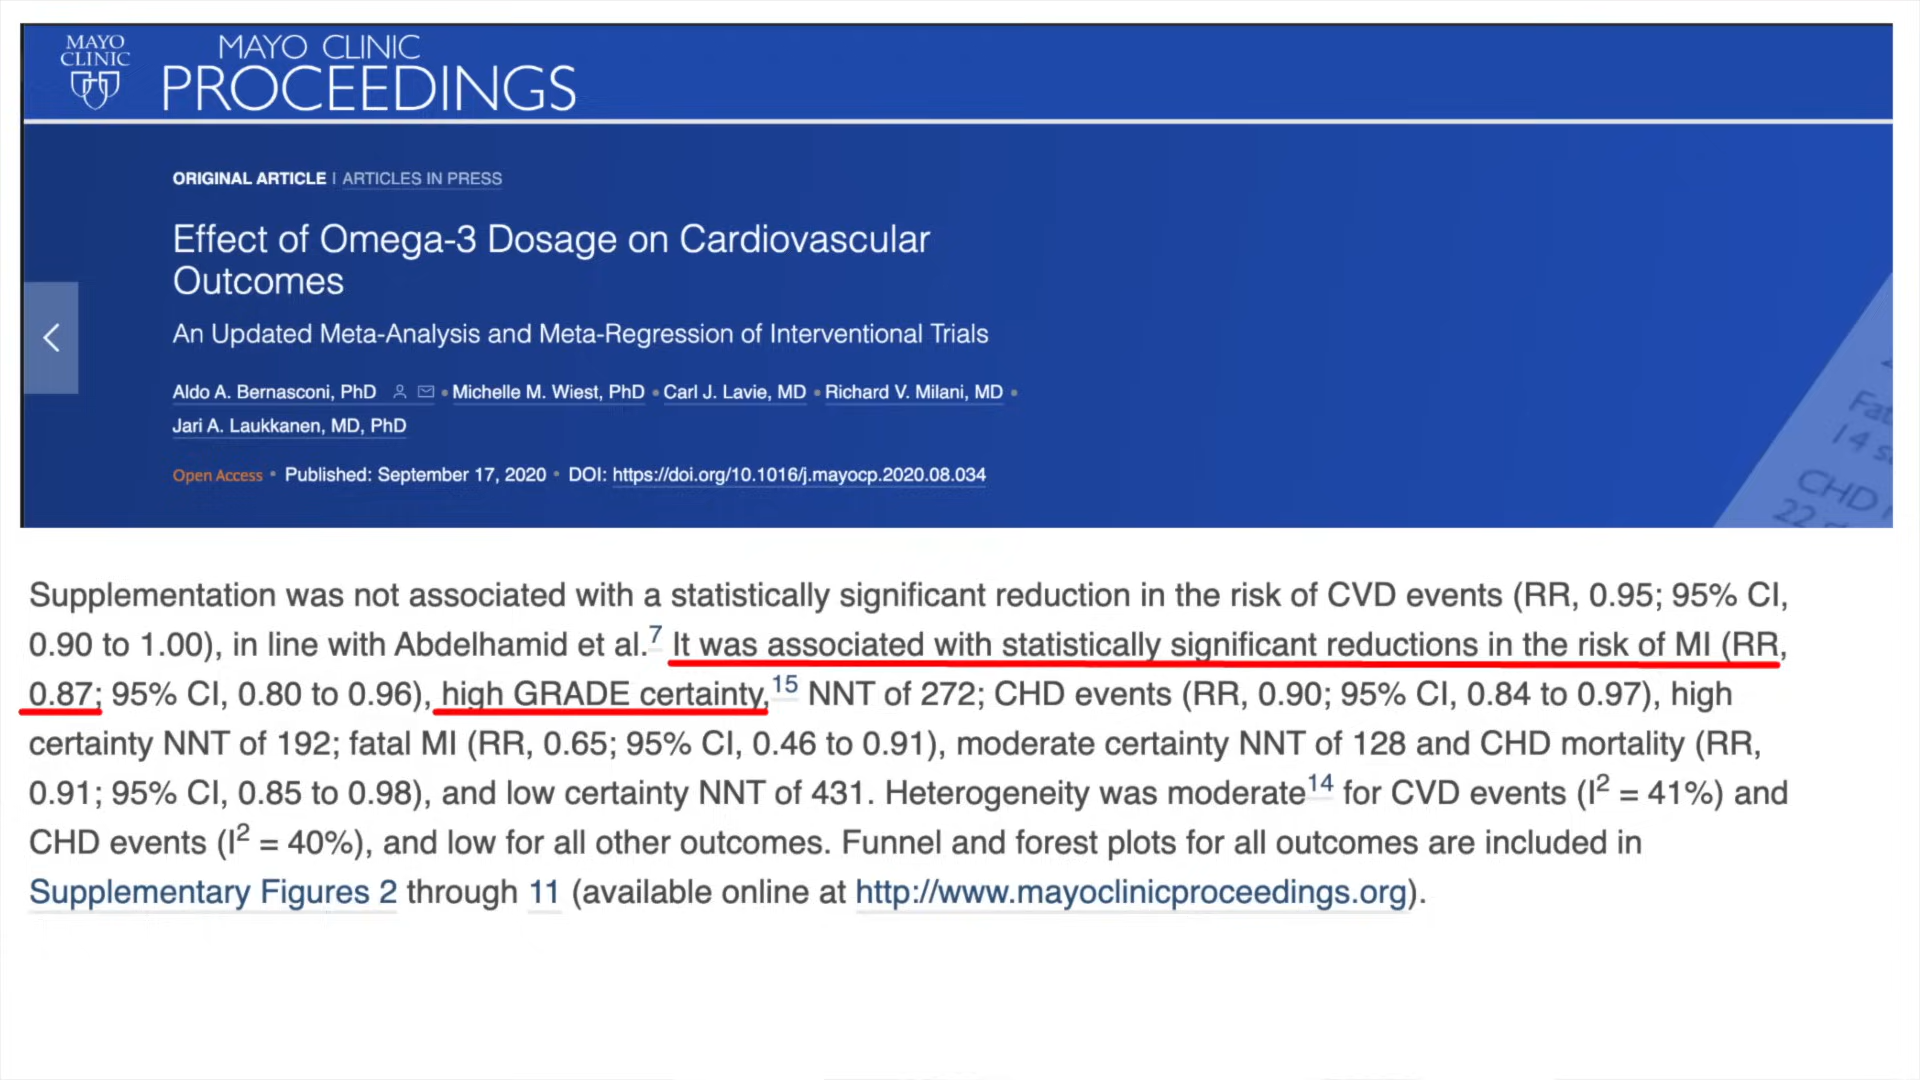 MAYO
CLINIC
MAYO CLINIC
PROCEEDINGS
ORIGINAL ARTICLE | ARTICLES IN PRESS
Effect of Omega-3 Dosage on Cardiovascular
Outcomes
An Updated Meta-Analysis and Meta-Regression of Interventional Trials
Aldo A. Bernasconi, PhD • Michelle M. Wiest, PhD • Carl J. Lavie, MD • Richard V. Milani, MD •
Jari A. Laukkanen, MD, PhD
Open Access • Published: September 17, 2020 • DOI: https://doi.org/10.1016/j.mayocp.2020.08.034
CHD
22
Supplementation was not associated with a statistically significant reduction in the risk of CVD events (RR, 0.95; 95% CI,
0.90 to 1.00), in line with Abdelhamid et al.7 It was associated with statistically significant reductions in the risk of MI (RR,
0.87; 95% CI, 0.80 to 0.96), high GRADE certainty,15 NNT of 272; CHD events (RR, 0.90; 95% CI, 0.84 to 0.97), high
certainty NNT of 192; fatal MI (RR, 0.65; 95% CI, 0.46 to 0.91), moderate certainty NNT of 128 and CHD mortality (RR,
0.91; 95% CI, 0.85 to 0.98), and low certainty NNT of 431. Heterogeneity was moderate14 for CVD events (I2 = 41%) and
CHD events (I2 = 40%), and low for all other outcomes. Funnel and forest plots for all outcomes are included in
Supplementary Figures 2 through 11 (available online at http://www.mayoclinicproceedings.org).